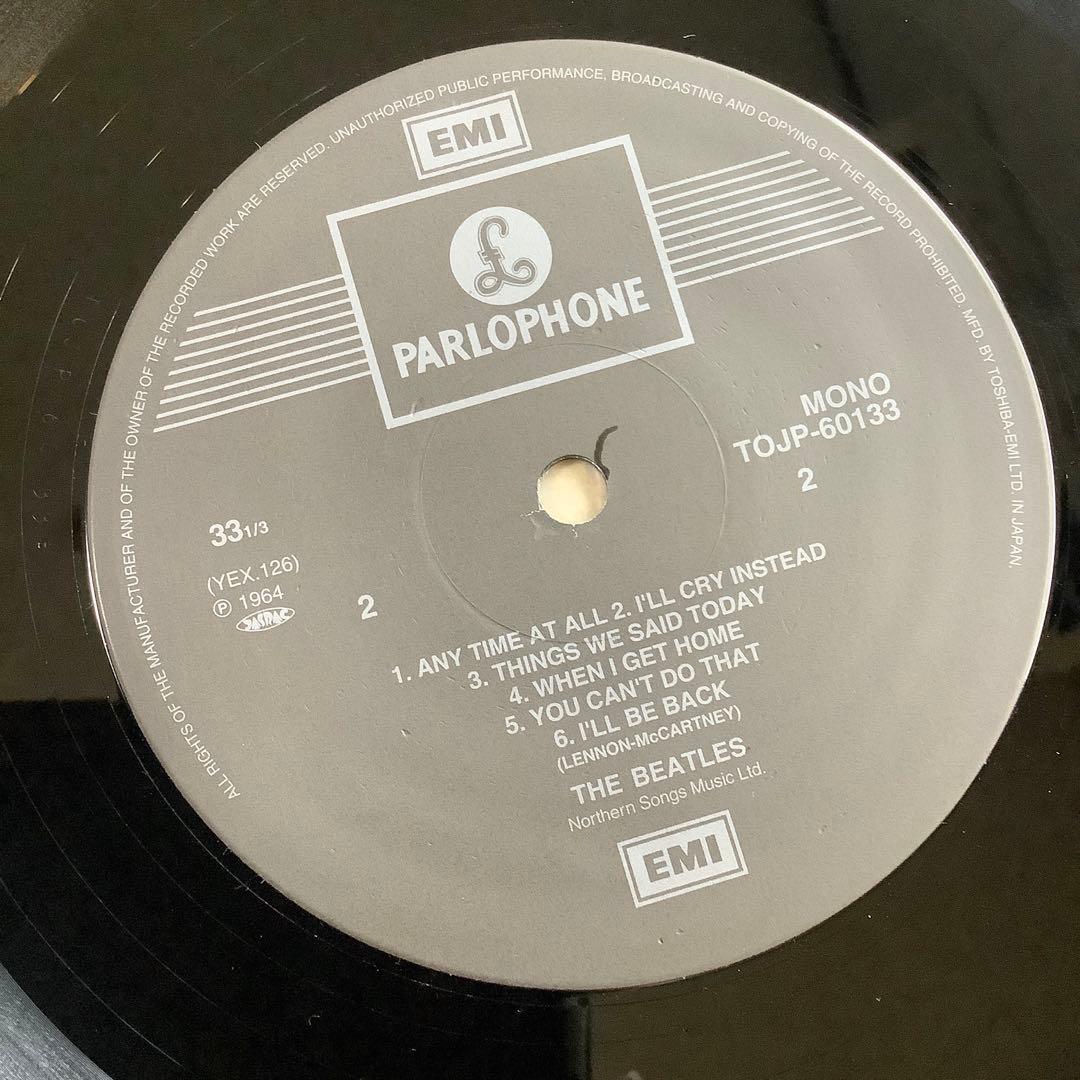 ALL RIGHTS OF THE MANUFACTURER AND OF THE OWNER OF THE RECORDED WORK ARE RESERVED. UNAUTHORIZED PUBLIC PERFORMANCE, BROADCASTING AND COPYING OF THE RECORD PROHIBITED. MFD. BY TOSHIBA-EMI LTD. IN JAPAN.
EMI
£
PARLOPHONE
MONO
TOJP-60133
2
33 1/3
(YEX.126)
℗ 1964
JASRAC
2
1. ANY TIME AT ALL 2. I'LL CRY INSTEAD
3. THINGS WE SAID TODAY
4. WHEN I GET HOME
5. YOU CAN'T DO THAT
6. I'LL BE BACK
(LENNON-McCARTNEY)
THE BEATLES
Northern Songs Music Ltd.
EMI